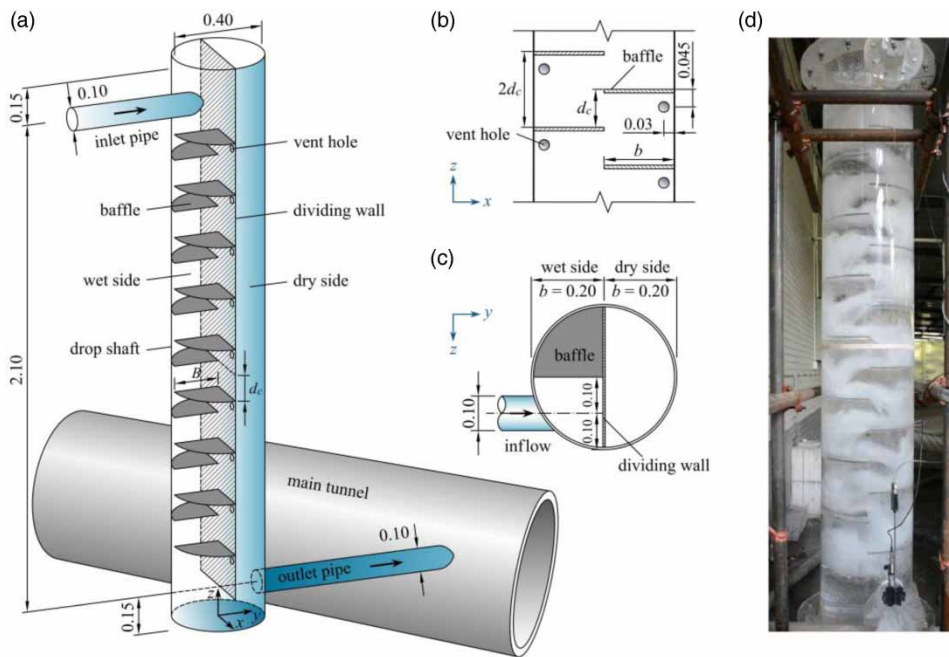 (a)
0.40
0.15
0.10
inlet pipe
vent hole
baffle
dividing wall
wet side
dry side
drop shaft
B
d_c
2.10
main tunnel
0.10
outlet pipe
0.15
z
x
y
(b)
baffle
0.045
2d_c
d_c
0.03
vent hole
b
z
x
(c)
wet side
dry side
b = 0.20
b = 0.20
y
z
baffle
0.10
0.10
0.10
inflow
dividing wall
(d)